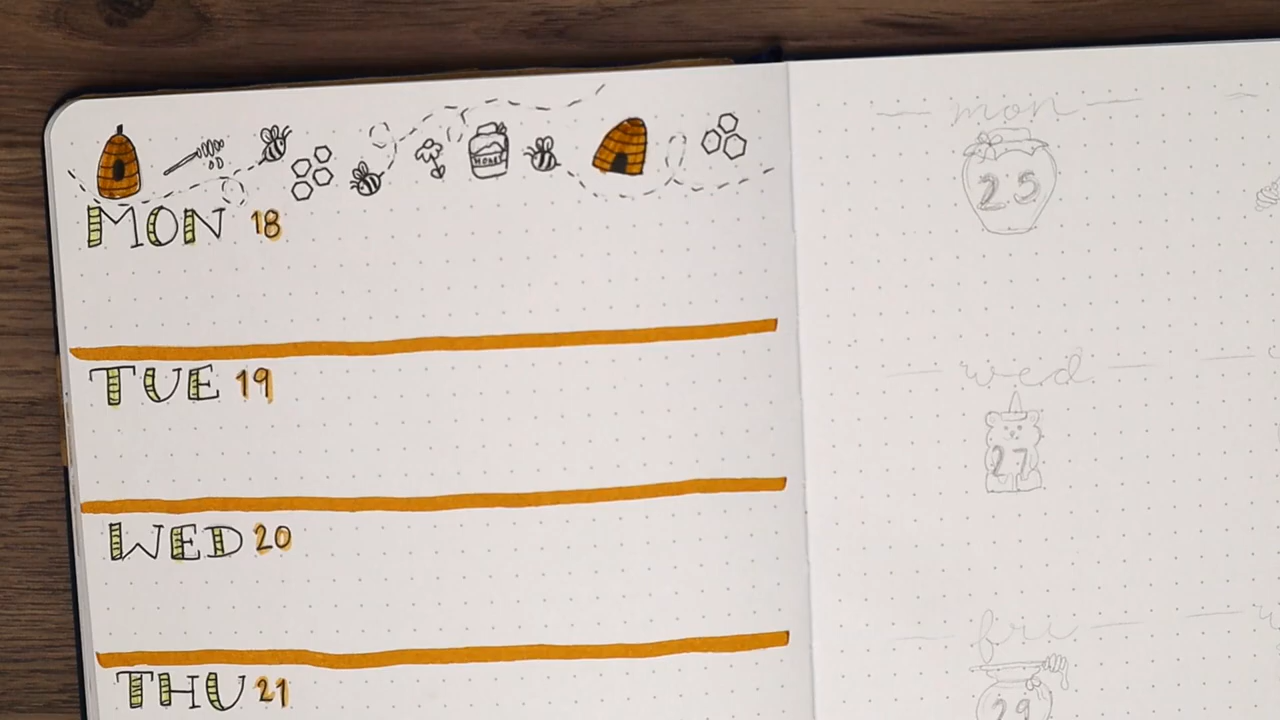 HONEY
MON 18
TUE 19
WED 20
THU 21
mon
25
wed
27
fri
29